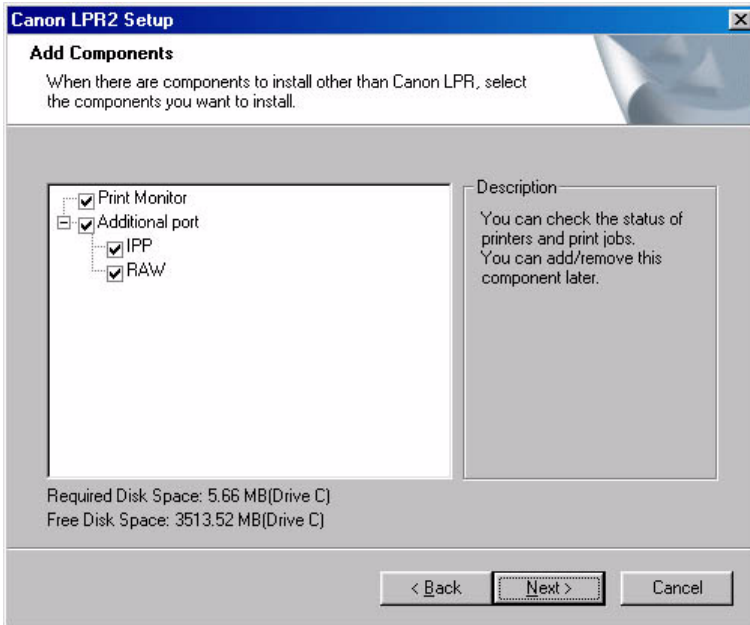 Canon LPR2 Setup
Add Components
When there are components to install other than Canon LPR, select
the components you want to install.
Print Monitor
Additional port
IPP
RAW
Description
You can check the status of
printers and print jobs.
You can add/remove this
component later.
Required Disk Space: 5.66 MB(Drive C)
Free Disk Space: 3513.52 MB(Drive C)
< Back Next > Cancel